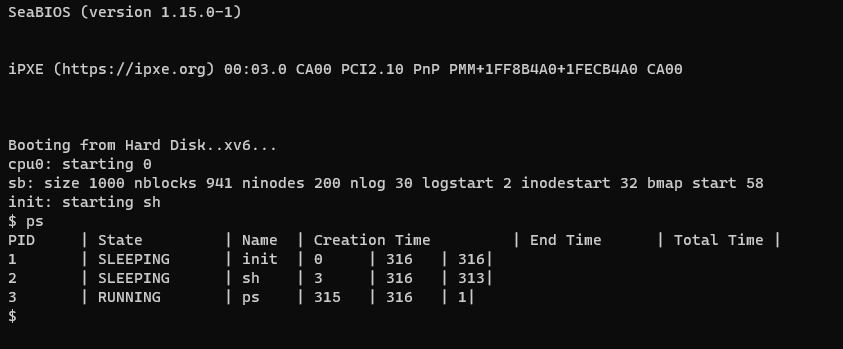 SeaBIOS (version 1.15.0-1)
iPXE (https://ipxe.org) 00:03.0 CA00 PCI2.10 PnP PMM+1FF8B4A0+1FECB4A0 CA00
Booting from Hard Disk..xv6...
cpu0: starting 0
sb: size 1000 nblocks 941 ninodes 200 nlog 30 logstart 2 inodestart 32 bmap start 58
init: starting sh
$ ps
PID     | State         | Name  | Creation Time         | End Time      | Total Time |
1       | SLEEPING      | init  | 0     | 316   | 316|
2       | SLEEPING      | sh    | 3     | 316   | 313|
3       | RUNNING       | ps    | 315   | 316   | 1|
$